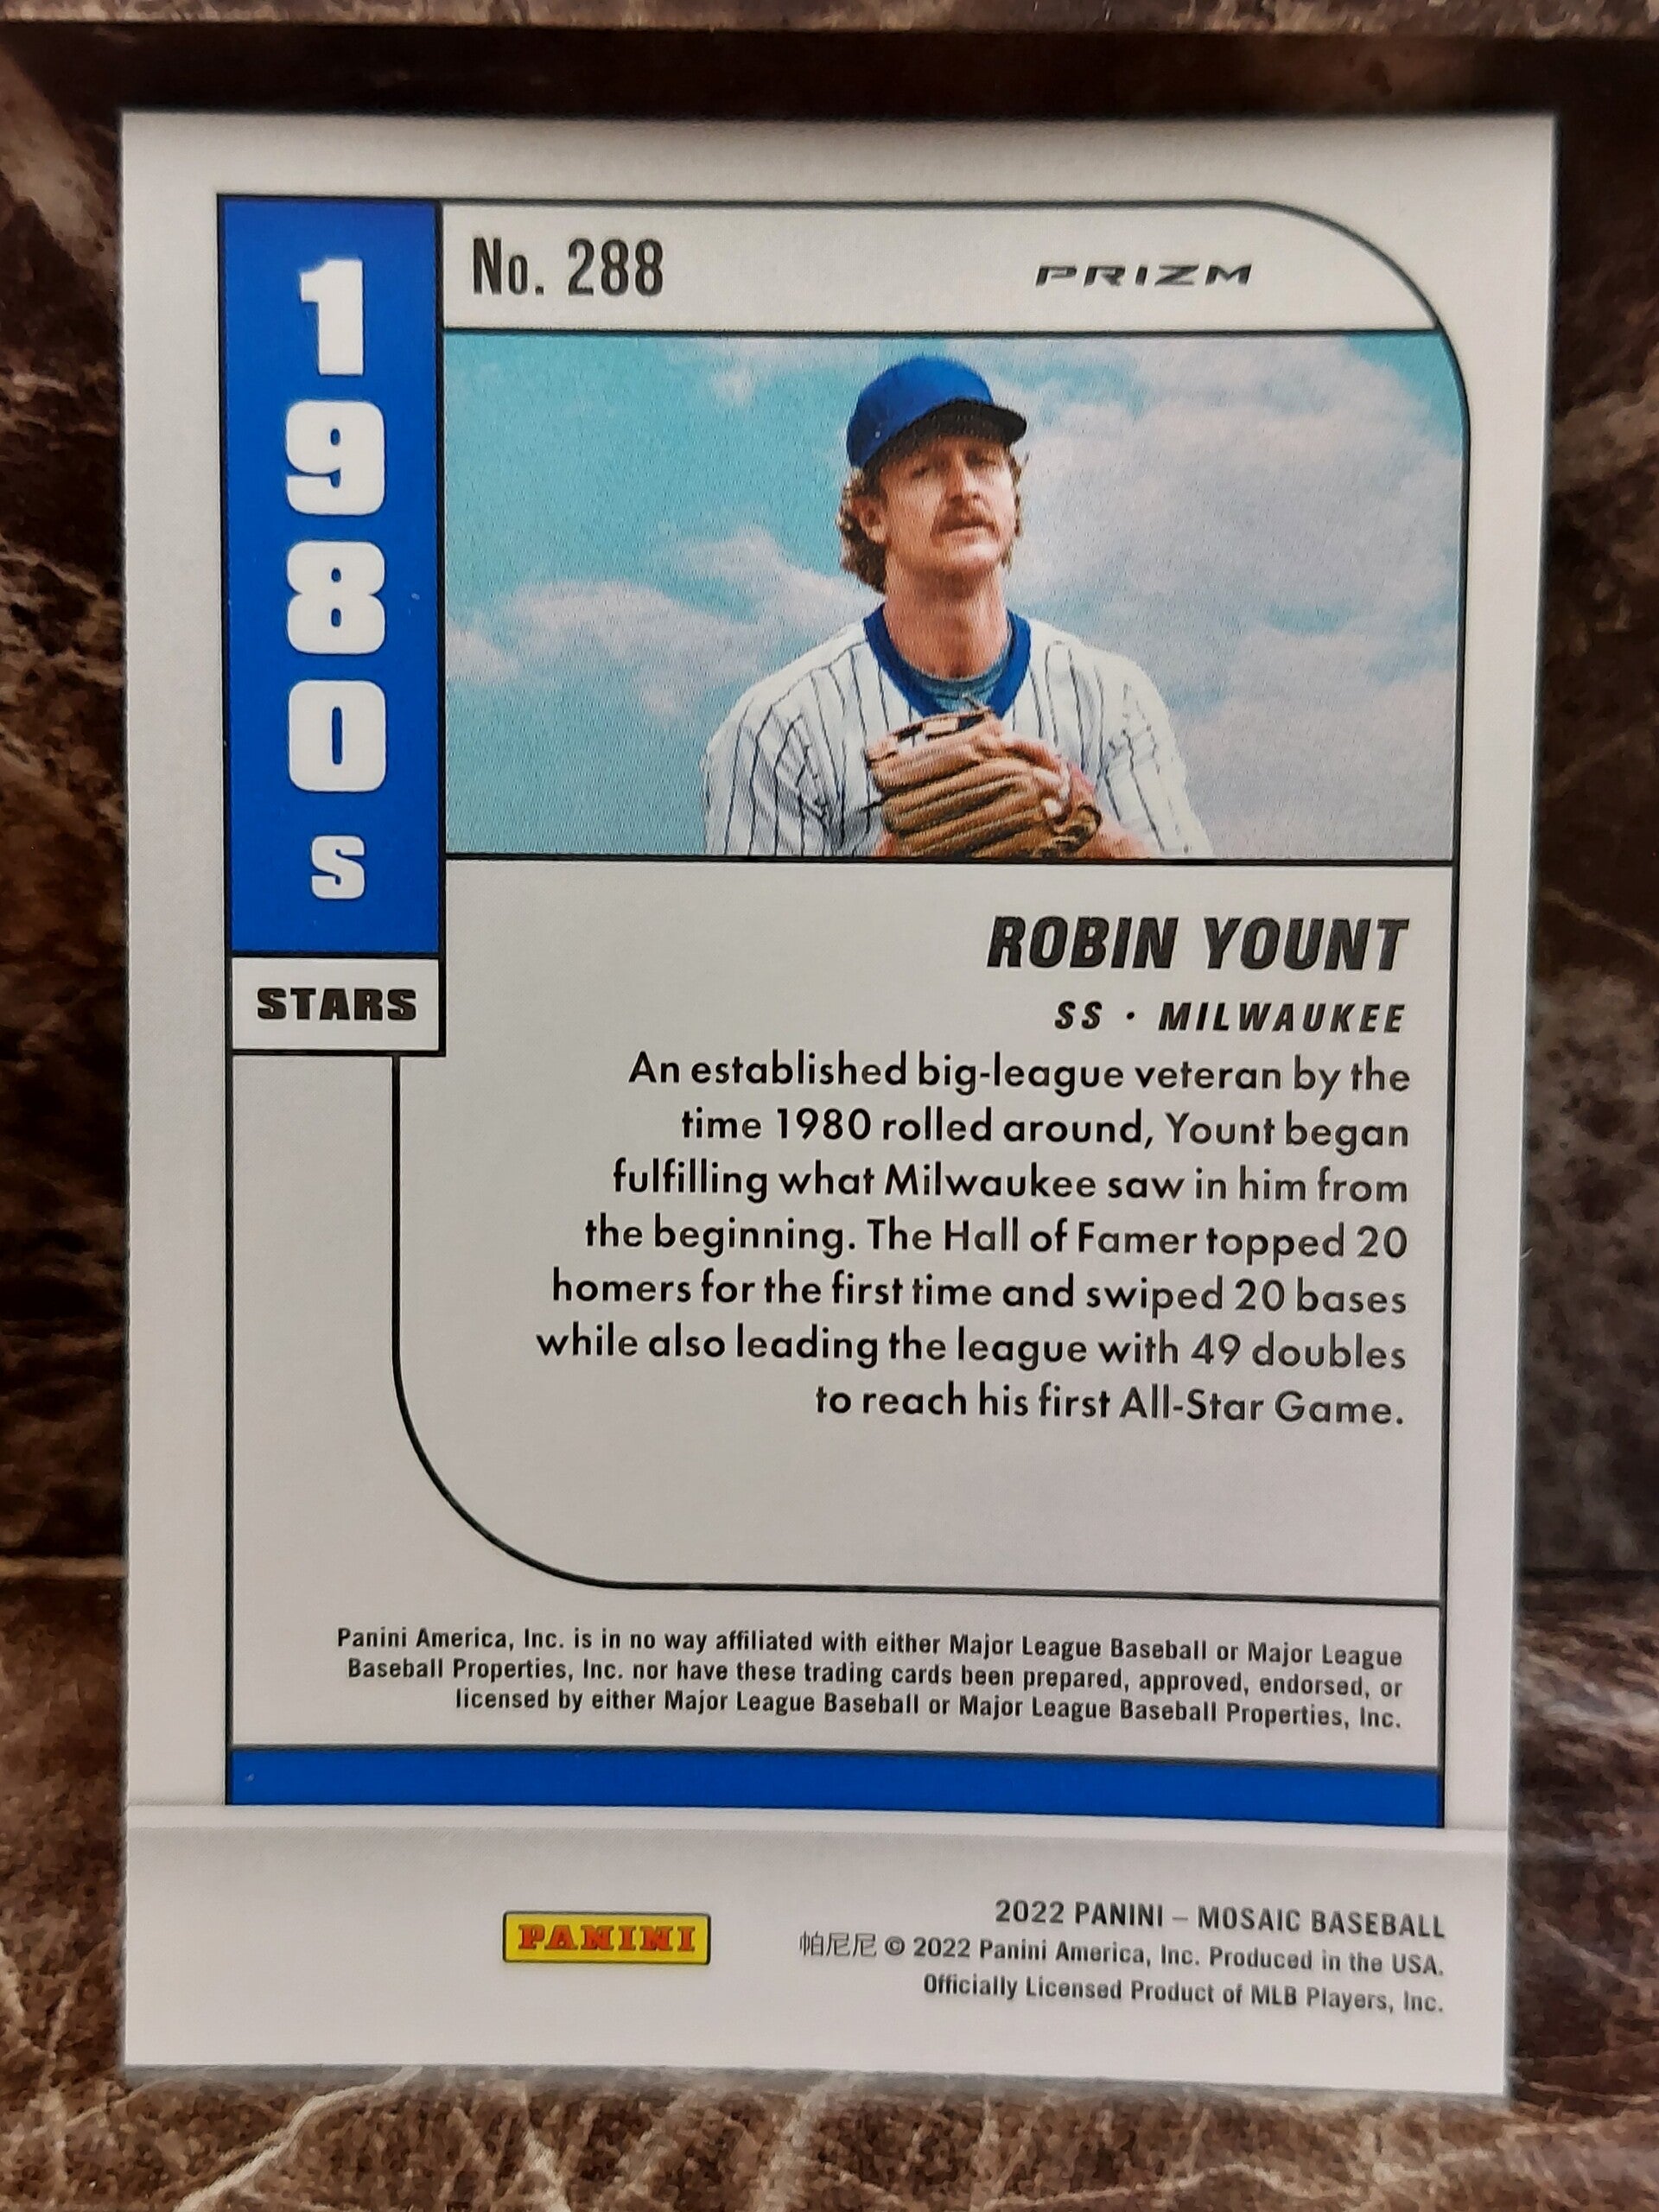 1980s
STARS
No. 288
PRIZM
ROBIN YOUNT
SS · MILWAUKEE
An established big-league veteran by the
time 1980 rolled around, Yount began
fulfilling what Milwaukee saw in him from
the beginning. The Hall of Famer topped 20
homers for the first time and swiped 20 bases
while also leading the league with 49 doubles
to reach his first All-Star Game.
Panini America, Inc. is in no way affiliated with either Major League Baseball or Major League
Baseball Properties, Inc. nor have these trading cards been prepared, approved, endorsed, or
licensed by either Major League Baseball or Major League Baseball Properties, Inc.
PANINI
2022 PANINI – MOSAIC BASEBALL
帕尼尼 © 2022 Panini America, Inc. Produced in the USA.
Officially Licensed Product of MLB Players, Inc.